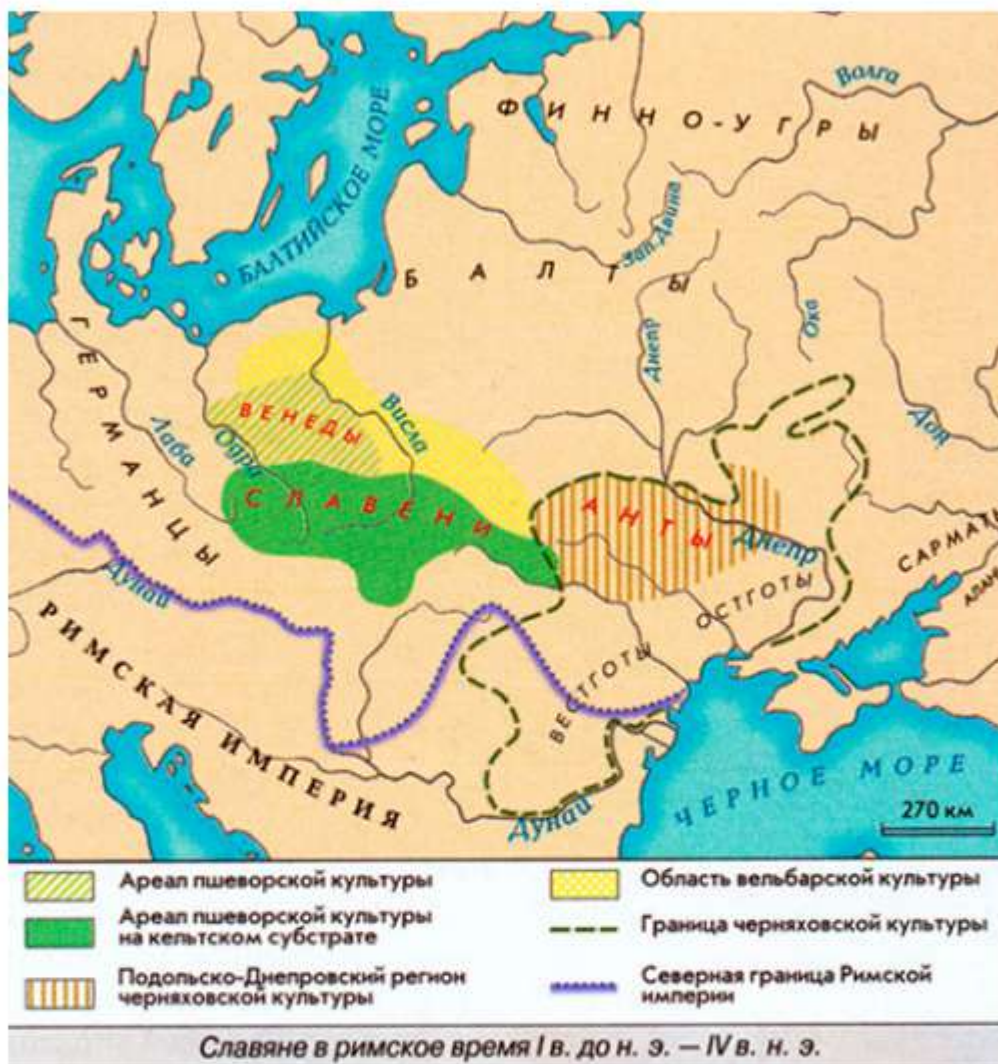 Волга
ФИННО-УГРЫ
БАЛТИЙСКОЕ МОРЕ
Зап. Двина
БАЛТЫ
Днепр
Ока
Дон
ГЕРМАНЦЫ
Лаба
Одра
ВЕНЕДЫ
Висла
СЛАВЕНИ
АНТЫ
Днепр
САРМАТЫ
АЛАНЫ
ОСТГОТЫ
ВЕСТГОТЫ
Дунай
РИМСКАЯ ИМПЕРИЯ
Дунай
ЧЕРНОЕ МОРЕ
270 км
Ареал пшеворской культуры
Ареал пшеворской культуры
на кельтском субстрате
Подольско-Днепровский регион
черняховской культуры
Область вельбарской культуры
Граница черняховской культуры
Северная граница Римской
империи
Славяне в римское время I в. до н. э. — IV в. н. э.